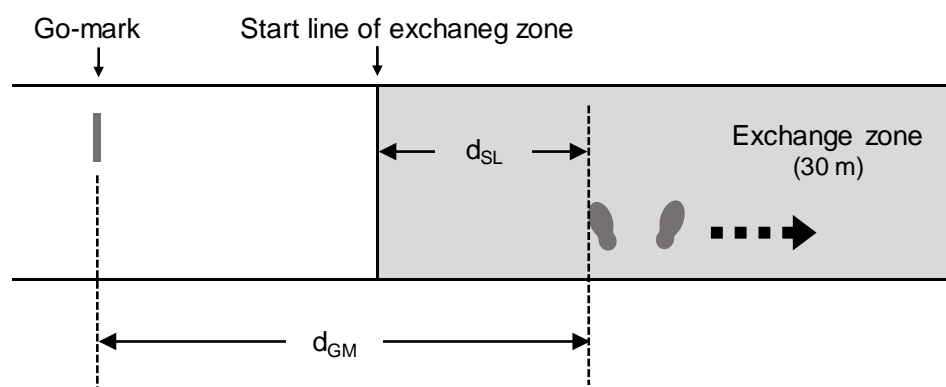 Go-mark
Start line of exchaneg zone
d_SL
Exchange zone
(30 m)
d_GM